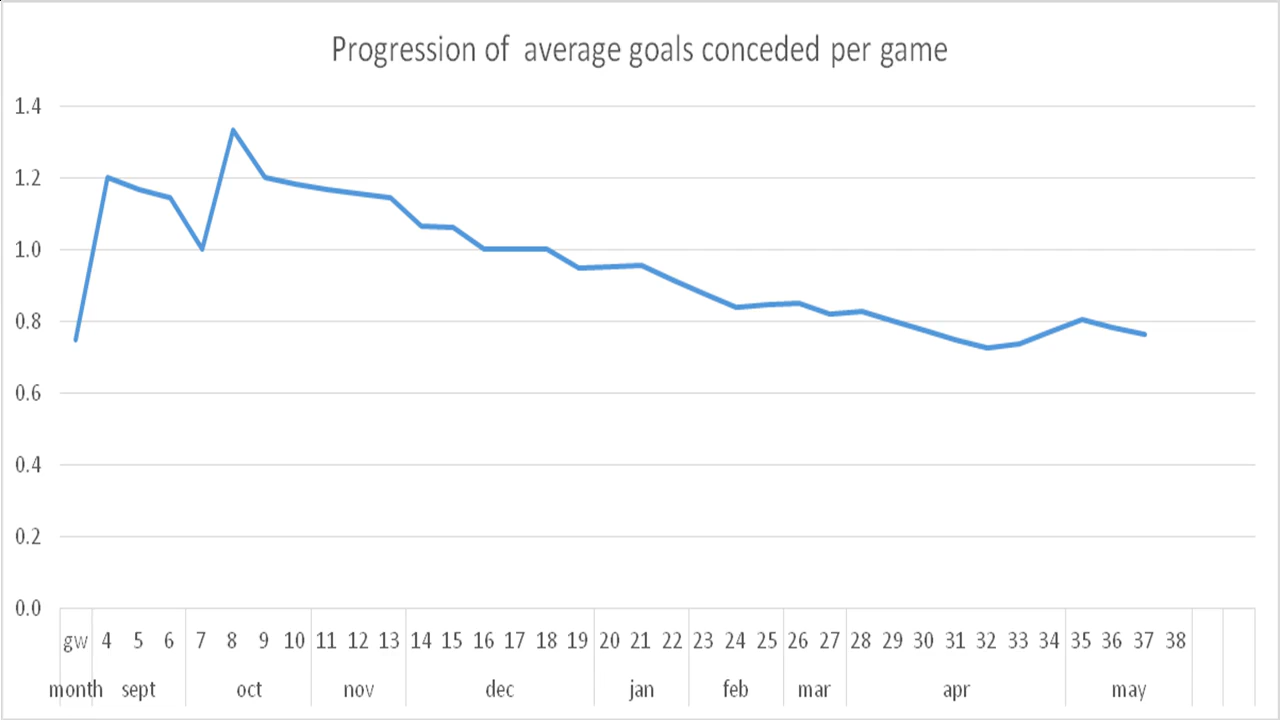 Progression of  average goals conceded per game
1.4
1.2
1.0
0.8
0.6
0.4
0.2
0.0
gw 4 5 6 7 8 9 10 11 12 13 14 15 16 17 18 19 20 21 22 23 24 25 26 27 28 29 30 31 32 33 34 35 36 37 38
month sept oct nov dec jan feb mar apr may